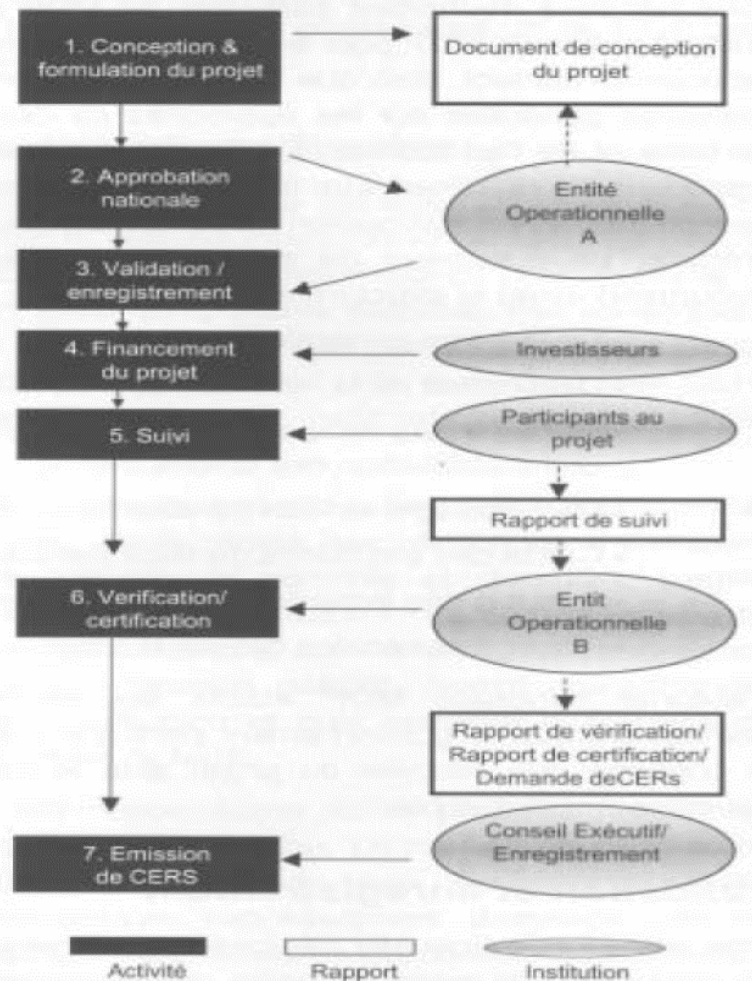 1. Conception &
formulation du projet
Document de conception
du projet
2. Approbation
nationale
Entité
Operationnelle
A
3. Validation /
enregistrement
4. Financement
du projet
Investisseurs
5. Suivi
Participants au
projet
Rapport de suivi
6. Verification/
certification
Entit
Operationnelle
B
Rapport de vérification/
Rapport de certification/
Demande deCERs
7. Emission
de CERS
Conseil Exécutif/
Enregistrement
Activité
Rapport
Institution